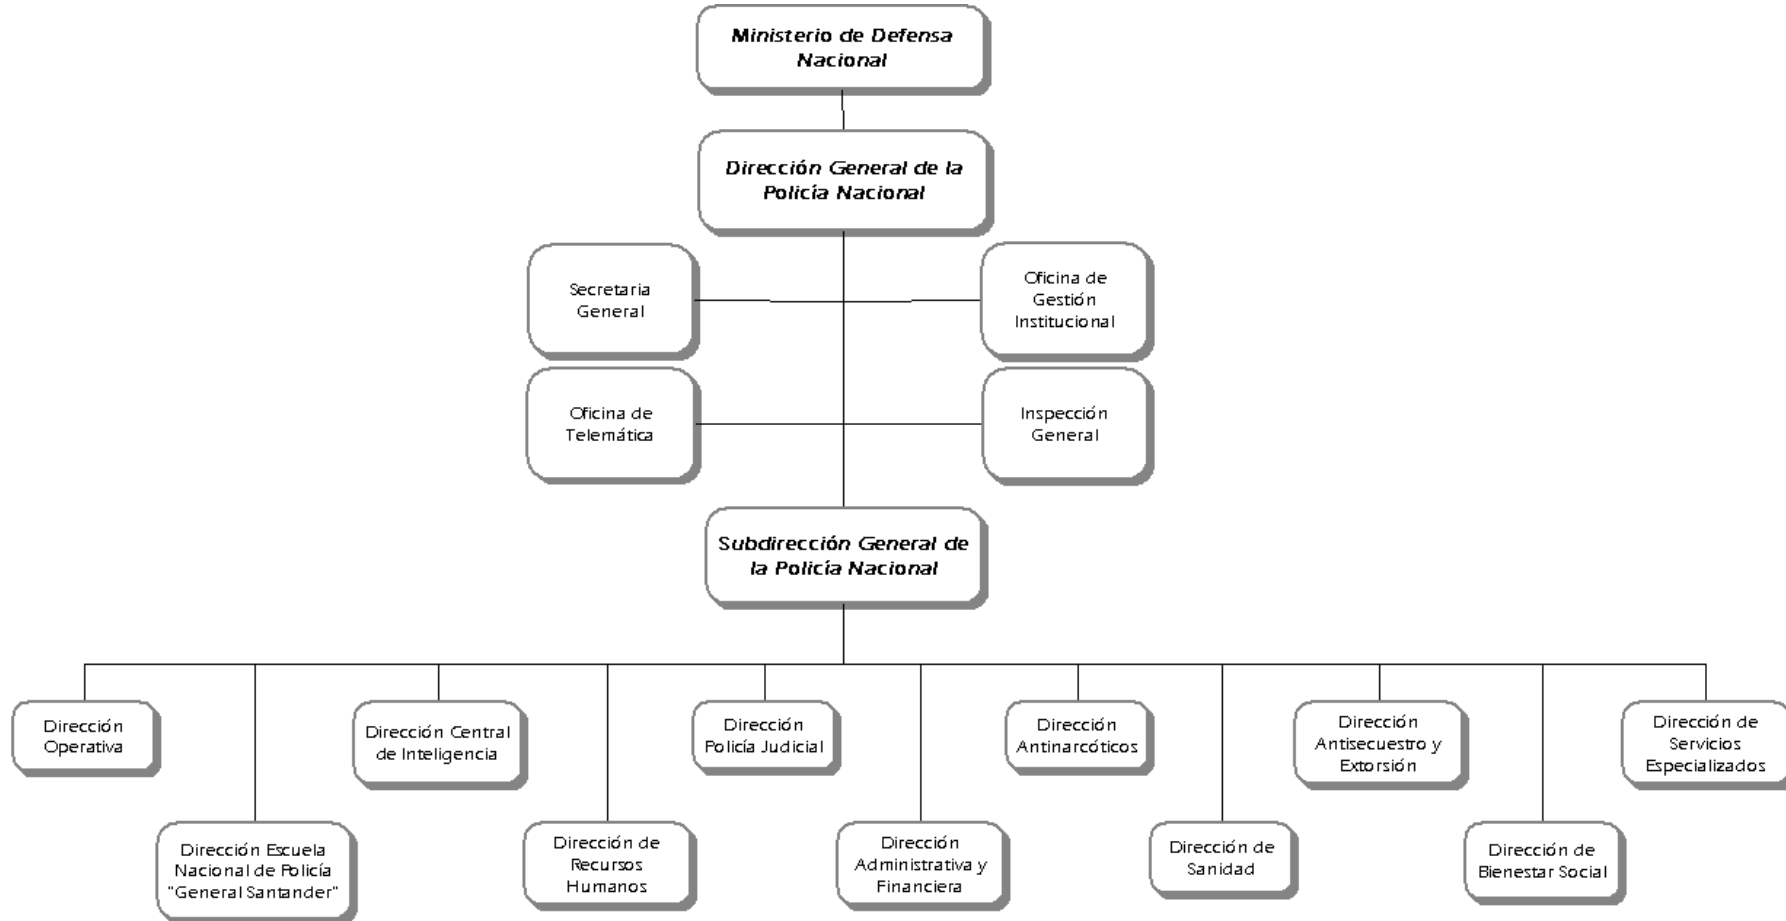 Ministerio de Defensa
Nacional
Dirección General de la
Policía Nacional
Secretaria
General
Oficina de
Gestión
Institucional
Oficina de
Telemática
Inspección
General
Subdirección General de
la Policía Nacional
Dirección
Operativa
Dirección Central
de Inteligencia
Dirección
Policía Judicial
Dirección
Antinarcóticos
Dirección
Antisecuestro y
Extorsión
Dirección de
Servicios
Especializados
Dirección Escuela
Nacional de Policía
"General Santander"
Dirección de
Recursos
Humanos
Dirección
Administrativa y
Financiera
Dirección de
Sanidad
Dirección de
Bienestar Social